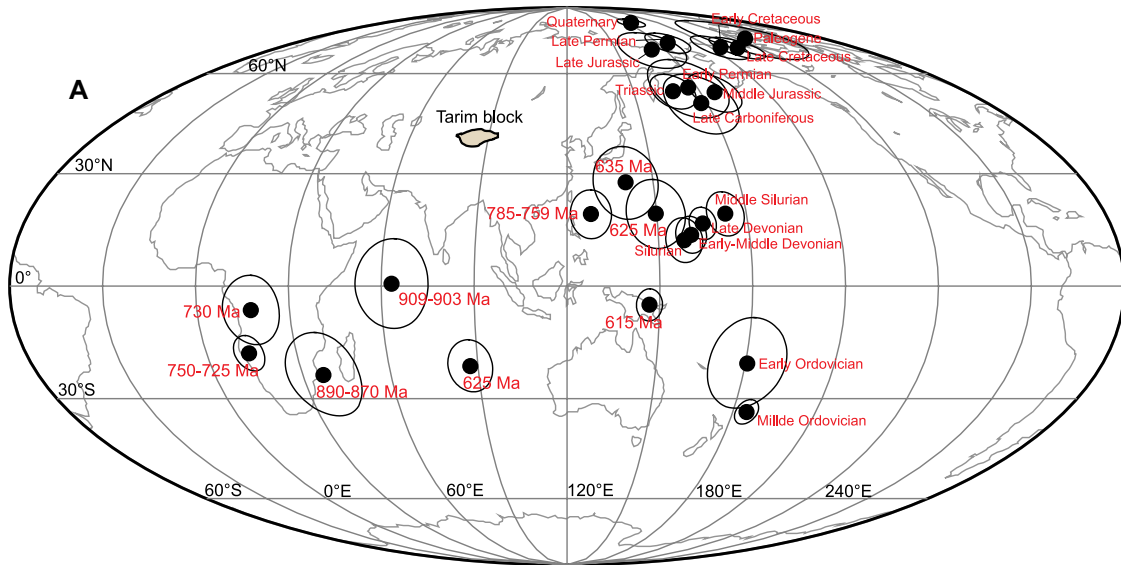 Early Cretaceous
Quaternary
Paleogene
Late Permian
Late Cretaceous
Late Jurassic
60°N
Early Permian
A
Triassic
Middle Jurassic
Tarim block
Late Carboniferous
30°N
635 Ma
Middle Silurian
785-759 Ma
625 Ma
Late Devonian
Silurian
Early-Middle Devonian
0°
909-903 Ma
730 Ma
615 Ma
750-725 Ma
625 Ma
Early Ordovician
890-870 Ma
30°S
Millde Ordovician
60°S
0°E
60°E
120°E
180°E
240°E